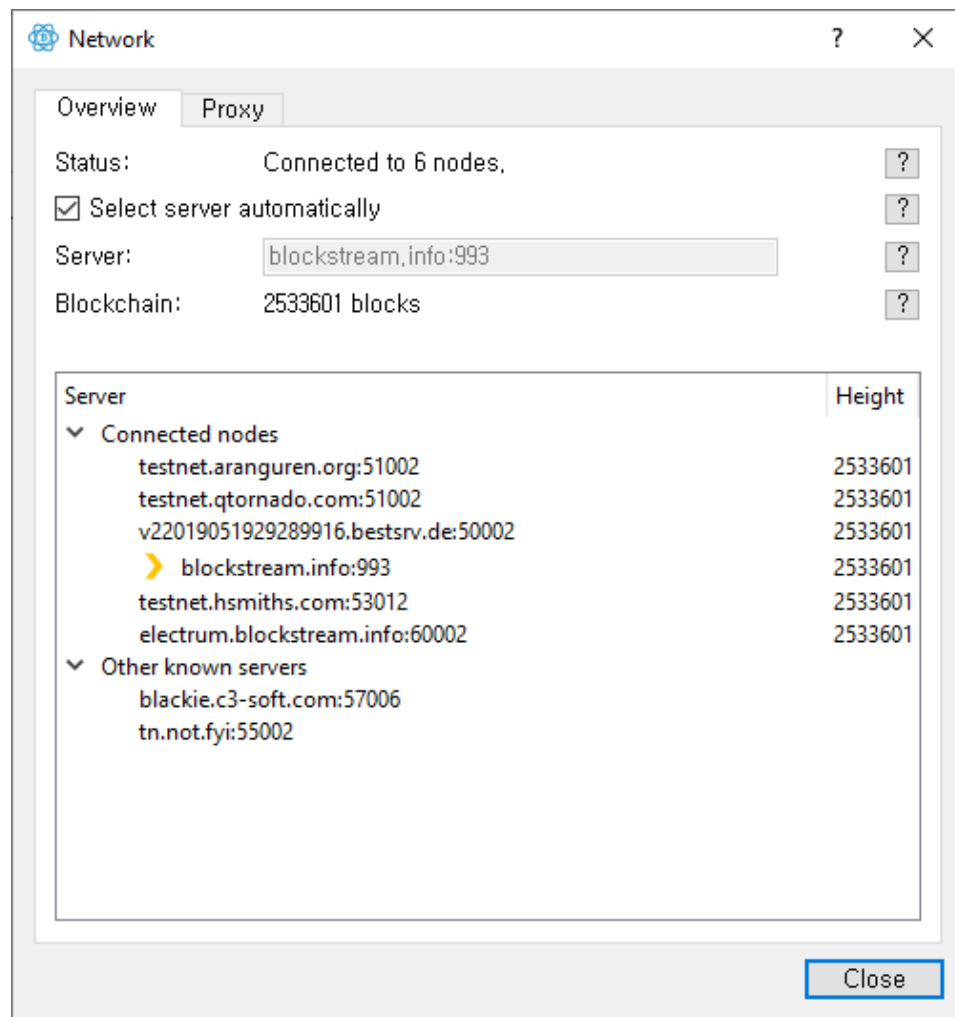 Network ? ×
Overview Proxy
Status: Connected to 6 nodes. ?
Select server automatically ?
Server: blockstream.info:993 ?
Blockchain: 2533601 blocks ?
Server Height
Connected nodes
testnet.aranguren.org:51002 2533601
testnet.qtornado.com:51002 2533601
v22019051929289916.bestsrv.de:50002 2533601
blockstream.info:993 2533601
testnet.hsmiths.com:53012 2533601
electrum.blockstream.info:60002 2533601
Other known servers
blackie.c3-soft.com:57006
tn.not.fyi:55002
Close